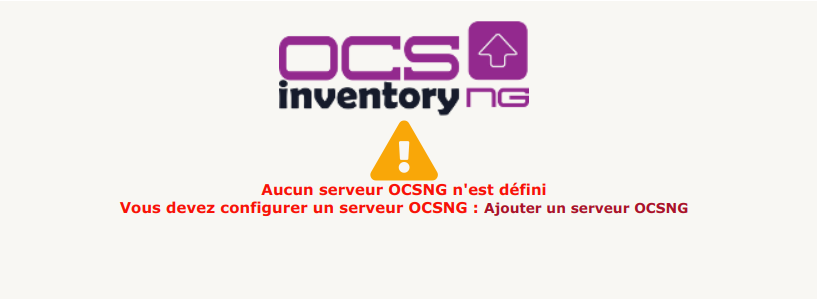 OCS
inventory NG
Aucun serveur OCSNG n'est défini
Vous devez configurer un serveur OCSNG : Ajouter un serveur OCSNG